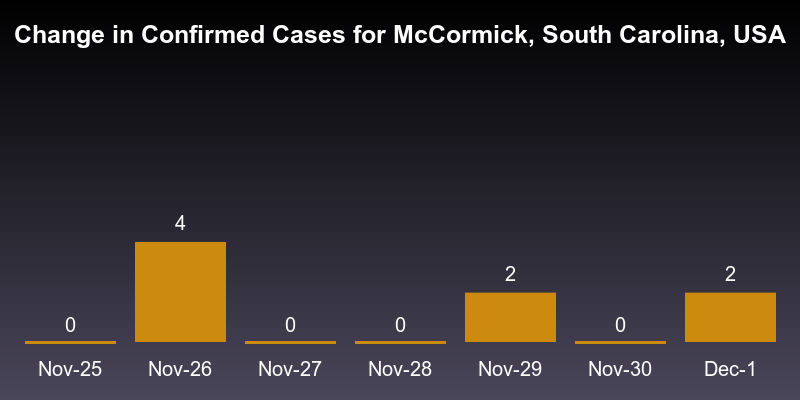 Change in Confirmed Cases for McCormick, South Carolina, USA
0 4 0 0 2 0 2
Nov-25 Nov-26 Nov-27 Nov-28 Nov-29 Nov-30 Dec-1